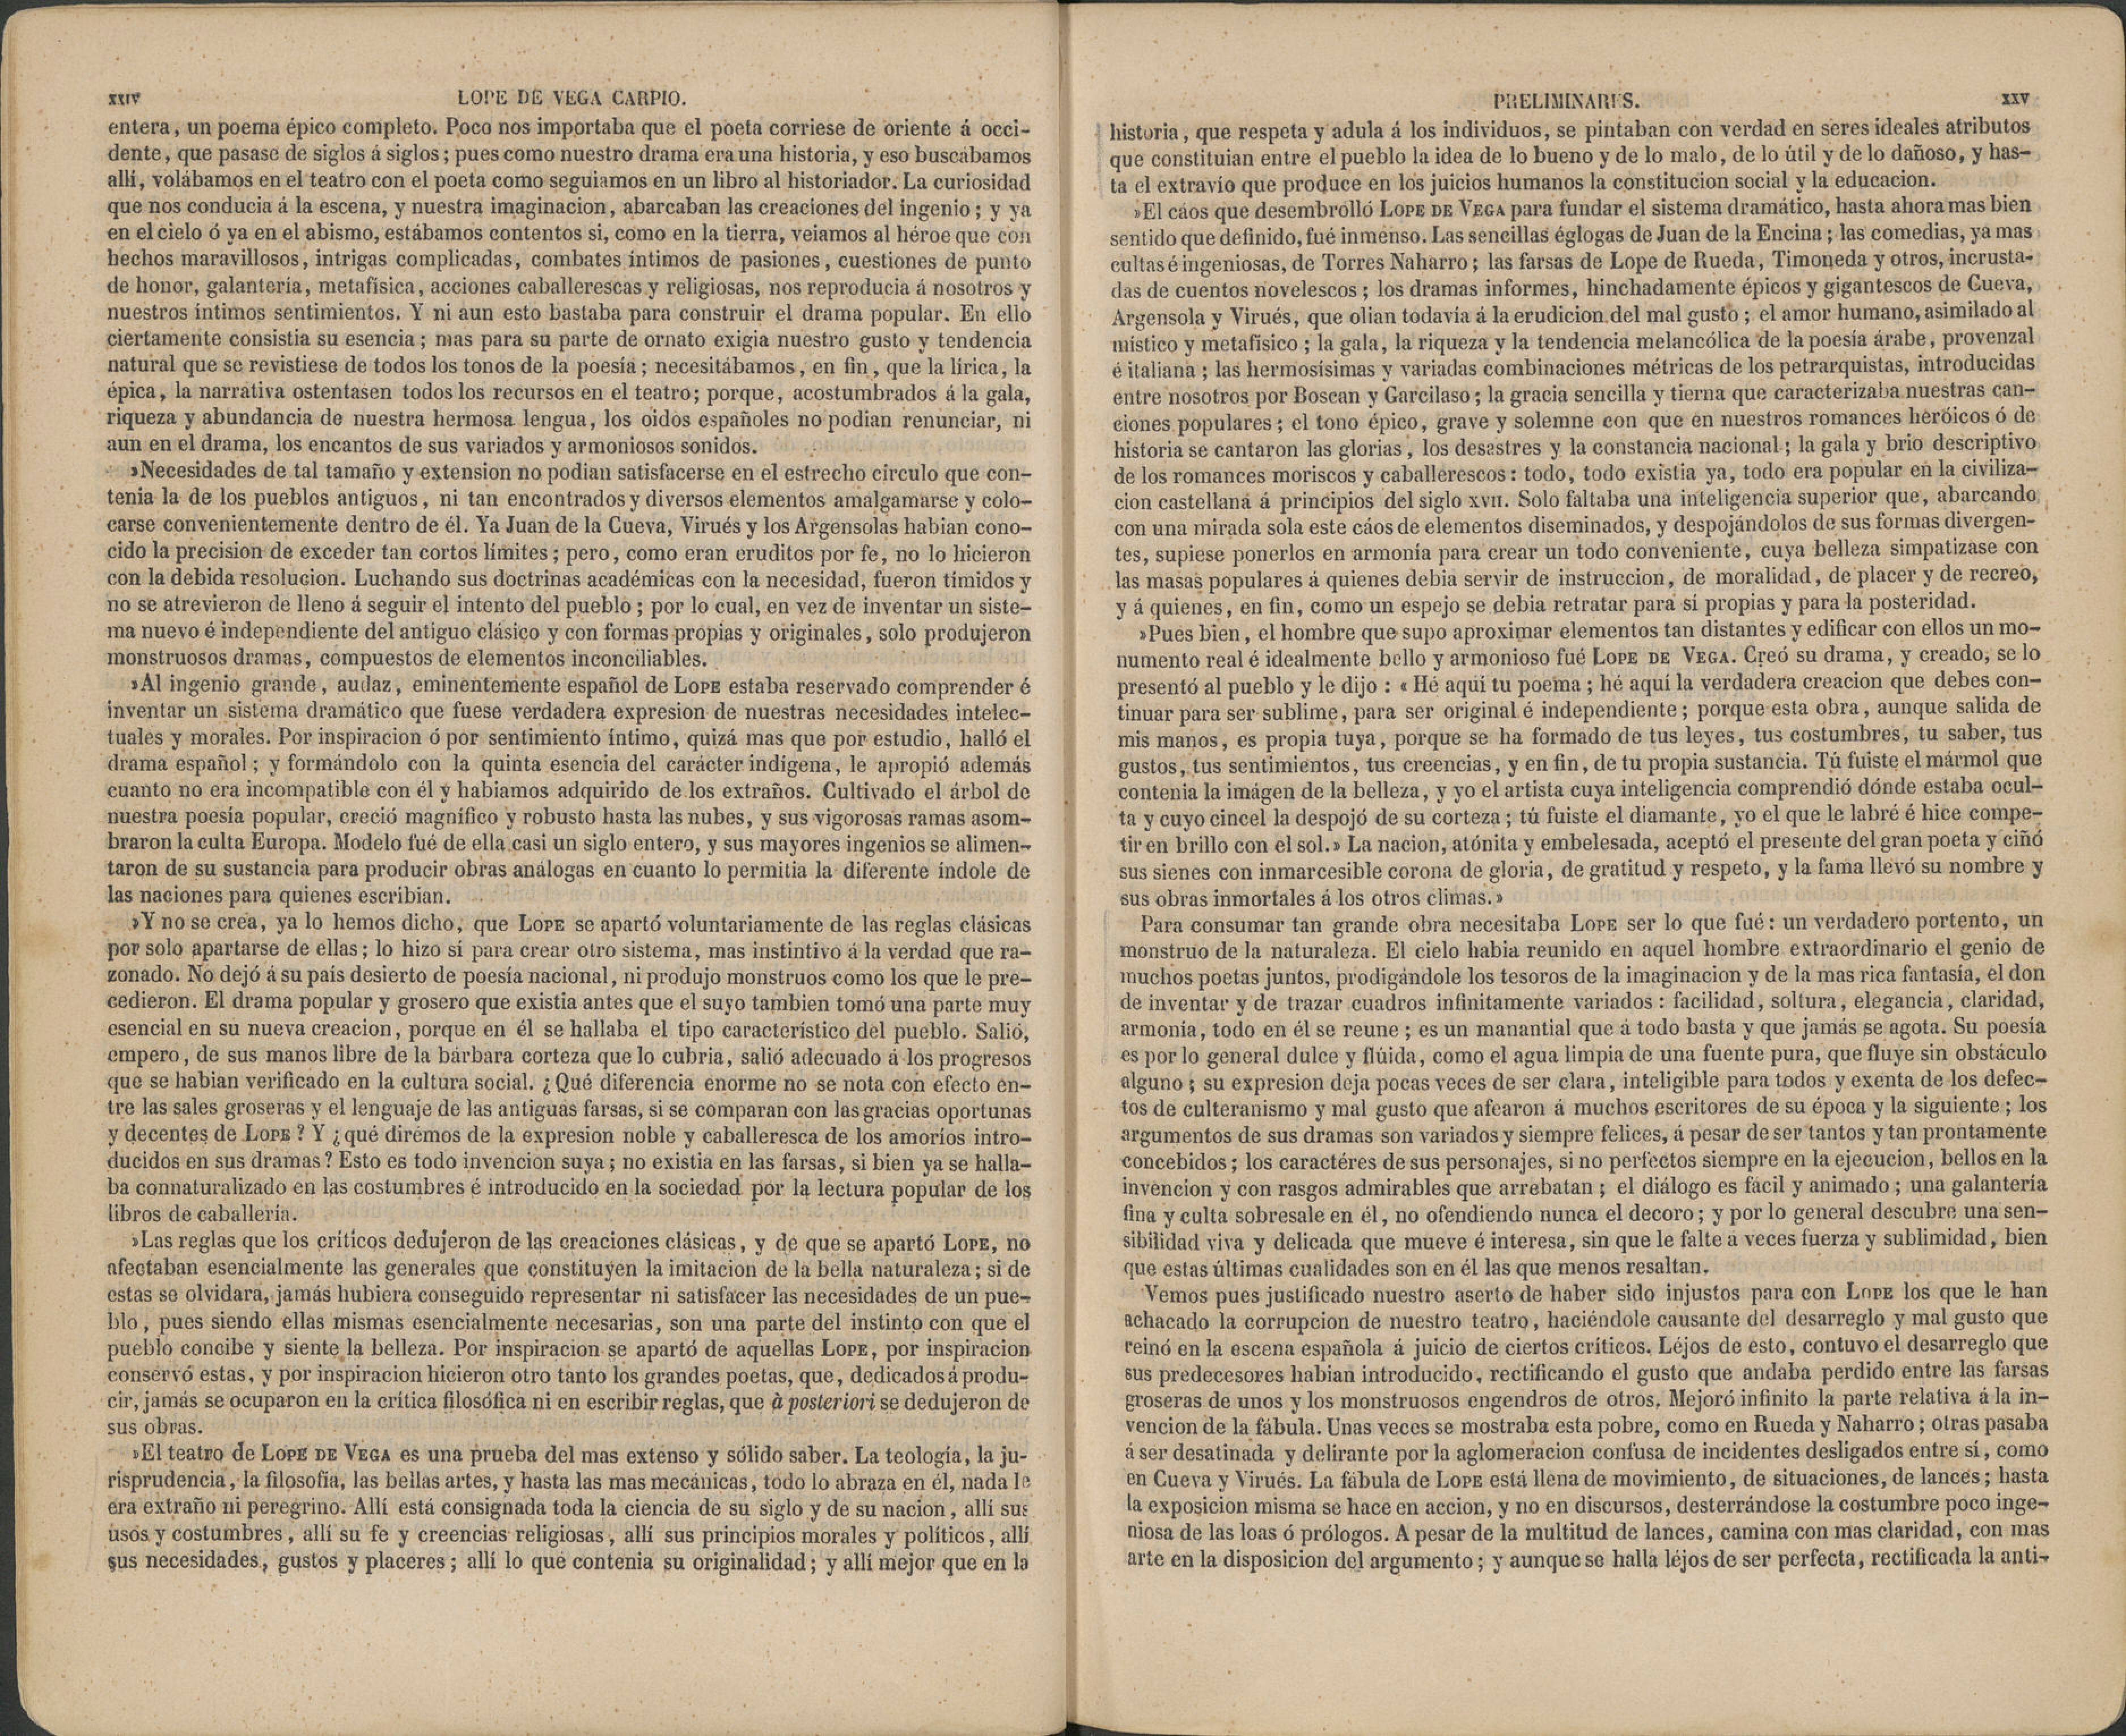 XXIV
LOPE DE VEGA CARPIO.
entera, un poema épico completo. Poco nos importaba que el poeta corriese de oriente á occi-
dente, que pasase de siglos á siglos; pues como nuestro drama era una historia, y eso buscábamos
allí, volábamos en el teatro con el poeta como seguiamos en un libro al historiador. La curiosidad
que nos conducia á la escena, y nuestra imaginacion, abarcaban las creaciones del ingenio; y ya
en el cielo ó ya en el abismo, estábamos contentos si, como en la tierra, veiamos al héroe que con
hechos maravillosos, intrigas complicadas, combates íntimos de pasiones, cuestiones de punto
de honor, galantería, metafísica, acciones caballerescas y religiosas, nos reproducia á nosotros y
nuestros íntimos sentimientos. Y ni aun esto bastaba para construir el drama popular. En ello
ciertamente consistia su esencia; mas para su parte de ornato exigia nuestro gusto y tendencia
natural que se revistiese de todos los tonos de la poesía; necesitábamos, en fin, que la lírica, la
épica, la narrativa ostentasen todos los recursos en el teatro; porque, acostumbrados á la gala,
riqueza y abundancia de nuestra hermosa lengua, los oidos españoles no podian renunciar, ni
aun en el drama, los encantos de sus variados y armoniosos sonidos.
»Necesidades de tal tamaño y extension no podian satisfacerse en el estrecho círculo que con-
tenia la de los pueblos antiguos, ni tan encontrados y diversos elementos amalgamarse y colo-
carse convenientemente dentro de él. Ya Juan de la Cueva, Virués y los Argensolas habian cono-
cido la precision de exceder tan cortos límites; pero, como eran eruditos por fe, no lo hicieron
con la debida resolucion. Luchando sus doctrinas académicas con la necesidad, fueron tímidos y
no se atrevieron de lleno á seguir el intento del pueblo; por lo cual, en vez de inventar un siste-
ma nuevo é independiente del antiguo clásico y con formas propias y originales, solo produjeron
monstruosos dramas, compuestos de elementos inconciliables.
»Al ingenio grande, audaz, eminentemente español de LOPE estaba reservado comprender é
inventar un sistema dramático que fuese verdadera expresion de nuestras necesidades intelec-
tuales y morales. Por inspiracion ó por sentimiento íntimo, quizá mas que por estudio, halló el
drama español; y formándolo con la quinta esencia del carácter indígena, le apropió además
cuanto no era incompatible con él y habiamos adquirido de los extraños. Cultivado el árbol de
nuestra poesía popular, creció magnífico y robusto hasta las nubes, y sus vigorosas ramas asom-
braron la culta Europa. Modelo fué de ella casi un siglo entero, y sus mayores ingenios se alimen-
taron de su sustancia para producir obras análogas en cuanto lo permitia la diferente índole de
las naciones para quienes escribian.
»Y no se crea, ya lo hemos dicho, que LOPE se apartó voluntariamente de las reglas clásicas
por solo apartarse de ellas; lo hizo sí para crear otro sistema, mas instintivo á la verdad que ra-
zonado. No dejó á su país desierto de poesía nacional, ni produjo monstruos como los que le pre-
cedieron. El drama popular y grosero que existia antes que el suyo tambien tomó una parte muy
esencial en su nueva creacion, porque en él se hallaba el tipo característico del pueblo. Salió,
empero, de sus manos libre de la bárbara corteza que lo cubria, salió adecuado á los progresos
que se habian verificado en la cultura social. ¿Qué diferencia enorme no se nota con efecto en-
tre las sales groseras y el lenguaje de las antiguas farsas, si se comparan con las gracias oportunas
y decentes de LOPE? Y ¿qué dirémos de la expresion noble y caballeresca de los amoríos intro-
ducidos en sus dramas? Esto es todo invencion suya; no existia en las farsas, si bien ya se halla-
ba connaturalizado en las costumbres é introducido en la sociedad por la lectura popular de los
libros de caballería.
»Las reglas que los críticos dedujeron de las creaciones clásicas, y de que se apartó LOPE, no
afectaban esencialmente las generales que constituyen la imitacion de la bella naturaleza; si de
estas se olvidara, jamás hubiera conseguido representar ni satisfacer las necesidades de un pue-
blo, pues siendo ellas mismas esencialmente necesarias, son una parte del instinto con que el
pueblo concibe y siente la belleza. Por inspiracion se apartó de aquellas LOPE, por inspiracion
conservó estas, y por inspiracion hicieron otro tanto los grandes poetas, que, dedicados á produ-
cir, jamás se ocuparon en la crítica filosófica ni en escribir reglas, que à posteriori se dedujeron de
sus obras.
»El teatro de LOPE DE VEGA es una prueba del mas extenso y sólido saber. La teología, la ju-
risprudencia, la filosofía, las bellas artes, y hasta las mas mecánicas, todo lo abraza en él, nada le
era extraño ni peregrino. Allí está consignada toda la ciencia de su siglo y de su nacion, allí sus
usos y costumbres, allí su fe y creencias religiosas, allí sus principios morales y políticos, allí
sus necesidades, gustos y placeres; allí lo que contenia su originalidad; y allí mejor que en la
PRELIMINARES.
XXV
historia, que respeta y adula á los individuos, se pintaban con verdad en seres ideales atributos
que constituian entre el pueblo la idea de lo bueno y de lo malo, de lo útil y de lo dañoso, y has-
ta el extravío que produce en los juicios humanos la constitucion social y la educacion.
»El cáos que desembrolló LOPE DE VEGA para fundar el sistema dramático, hasta ahora mas bien
sentido que definido, fué inmenso. Las sencillas églogas de Juan de la Encina; las comedias, ya mas
cultas é ingeniosas, de Torres Naharro; las farsas de Lope de Rueda, Timoneda y otros, incrusta-
das de cuentos novelescos; los dramas informes, hinchadamente épicos y gigantescos de Cueva,
Argensola y Virués, que olian todavía á la erudicion del mal gusto; el amor humano, asimilado al
místico y metafísico; la gala, la riqueza y la tendencia melancólica de la poesía árabe, provenzal
é italiana; las hermosísimas y variadas combinaciones métricas de los petrarquistas, introducidas
entre nosotros por Boscan y Garcilaso; la gracia sencilla y tierna que caracterizaba nuestras can-
ciones populares; el tono épico, grave y solemne con que en nuestros romances heróicos ó de
historia se cantaron las glorias, los desastres y la constancia nacional; la gala y brio descriptivo
de los romances moriscos y caballerescos: todo, todo existia ya, todo era popular en la civiliza-
cion castellana á principios del siglo XVII. Solo faltaba una inteligencia superior que, abarcando
con una mirada sola este cáos de elementos diseminados, y despojándolos de sus formas divergen-
tes, supiese ponerlos en armonía para crear un todo conveniente, cuya belleza simpatizase con
las masas populares á quienes debia servir de instruccion, de moralidad, de placer y de recreo,
y á quienes, en fin, como un espejo se debia retratar para sí propias y para la posteridad.
»Pues bien, el hombre que supo aproximar elementos tan distantes y edificar con ellos un mo-
numento real é idealmente bello y armonioso fué LOPE DE VEGA. Creó su drama, y creado, se lo
presentó al pueblo y le dijo: «Hé aquí tu poema; hé aquí la verdadera creacion que debes con-
tinuar para ser sublime, para ser original é independiente; porque esta obra, aunque salida de
mis manos, es propia tuya, porque se ha formado de tus leyes, tus costumbres, tu saber, tus
gustos, tus sentimientos, tus creencias, y en fin, de tu propia sustancia. Tú fuiste el mármol que
contenia la imágen de la belleza, y yo el artista cuya inteligencia comprendió dónde estaba ocul-
ta y cuyo cincel la despojó de su corteza; tú fuiste el diamante, yo el que le labré é hice compe-
tir en brillo con el sol.» La nacion, atónita y embelesada, aceptó el presente del gran poeta y ciñó
sus sienes con inmarcesible corona de gloria, de gratitud y respeto, y la fama llevó su nombre y
sus obras inmortales á los otros climas.»
Para consumar tan grande obra necesitaba LOPE ser lo que fué: un verdadero portento, un
monstruo de la naturaleza. El cielo habia reunido en aquel hombre extraordinario el genio de
muchos poetas juntos, prodigándole los tesoros de la imaginacion y de la mas rica fantasía, el don
de inventar y de trazar cuadros infinitamente variados: facilidad, soltura, elegancia, claridad,
armonía, todo en él se reune; es un manantial que á todo basta y que jamás se agota. Su poesía
es por lo general dulce y flúida, como el agua limpia de una fuente pura, que fluye sin obstáculo
alguno; su expresion deja pocas veces de ser clara, inteligible para todos y exenta de los defec-
tos de culteranismo y mal gusto que afearon á muchos escritores de su época y la siguiente; los
argumentos de sus dramas son variados y siempre felices, á pesar de ser tantos y tan prontamente
concebidos; los caractéres de sus personajes, si no perfectos siempre en la ejecucion, bellos en la
invencion y con rasgos admirables que arrebatan; el diálogo es fácil y animado; una galantería
fina y culta sobresale en él, no ofendiendo nunca el decoro; y por lo general descubre una sen-
sibilidad viva y delicada que mueve é interesa, sin que le falte á veces fuerza y sublimidad, bien
que estas últimas cualidades son en él las que menos resaltan.
Vemos pues justificado nuestro aserto de haber sido injustos para con LOPE los que le han
achacado la corrupcion de nuestro teatro, haciéndole causante del desarreglo y mal gusto que
reinó en la escena española á juicio de ciertos críticos. Léjos de esto, contuvo el desarreglo que
sus predecesores habian introducido, rectificando el gusto que andaba perdido entre las farsas
groseras de unos y los monstruosos engendros de otros. Mejoró infinito la parte relativa á la in-
vencion de la fábula. Unas veces se mostraba esta pobre, como en Rueda y Naharro; otras pasaba
á ser desatinada y delirante por la aglomeracion confusa de incidentes desligados entre sí, como
en Cueva y Virués. La fábula de LOPE está llena de movimiento, de situaciones, de lances; hasta
la exposicion misma se hace en accion, y no en discursos, desterrándose la costumbre poco inge-
niosa de las loas ó prólogos. A pesar de la multitud de lances, camina con mas claridad, con mas
arte en la disposicion del argumento; y aunque se halla léjos de ser perfecta, rectificada la anti-